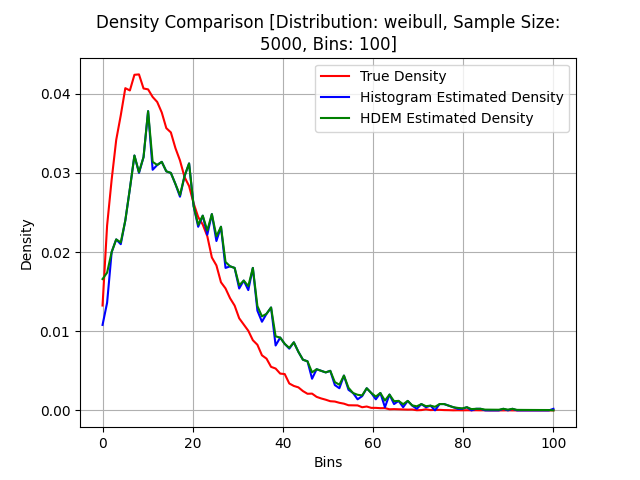 Density Comparison [Distribution: weibull, Sample Size:
5000, Bins: 100]
True Density
Histogram Estimated Density
HDEM Estimated Density
Density
0.04
0.03
0.02
0.01
0.00
0 20 40 60 80 100
Bins